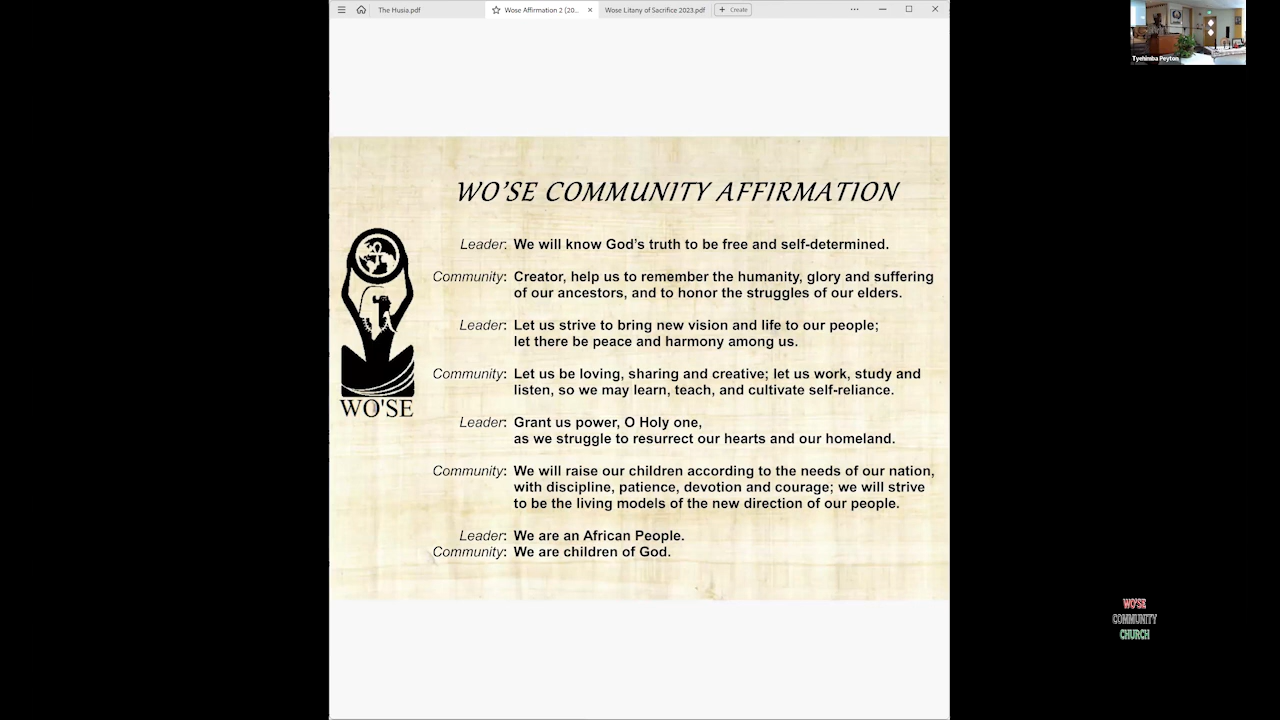 The Husia.pdf
Wose Affirmation 2 (20...
Wose Litany of Sacrifice 2023.pdf
Create
Tyehimba Peyton
WO'SE COMMUNITY AFFIRMATION
Leader: We will know God's truth to be free and self-determined.
Community: Creator, help us to remember the humanity, glory and suffering
of our ancestors, and to honor the struggles of our elders.
Leader: Let us strive to bring new vision and life to our people;
let there be peace and harmony among us.
Community: Let us be loving, sharing and creative; let us work, study and
listen, so we may learn, teach, and cultivate self-reliance.
Leader: Grant us power, O Holy one,
as we struggle to resurrect our hearts and our homeland.
Community: We will raise our children according to the needs of our nation,
with discipline, patience, devotion and courage; we will strive
to be the living models of the new direction of our people.
Leader: We are an African People.
Community: We are children of God.
WO'SE
WO'SE
COMMUNITY
CHURCH